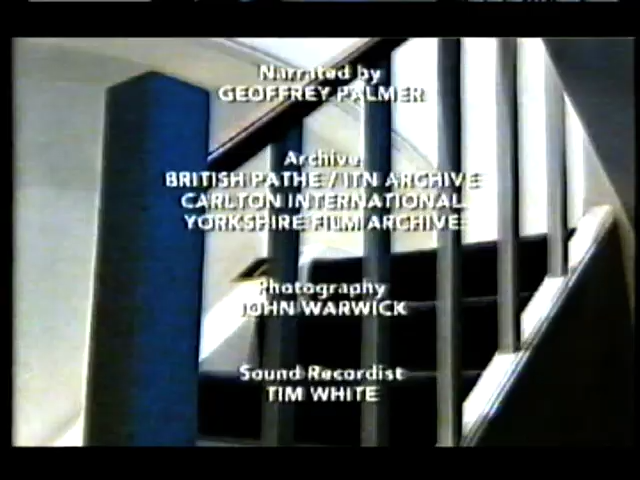 Narrated by
GEOFFREY PALMER
Archive
BRITISH PATHE / ITN ARCHIVE
CARLTON INTERNATIONAL
YORKSHIRE FILM ARCHIVE
Photography
JOHN WARWICK
Sound Recordist
TIM WHITE